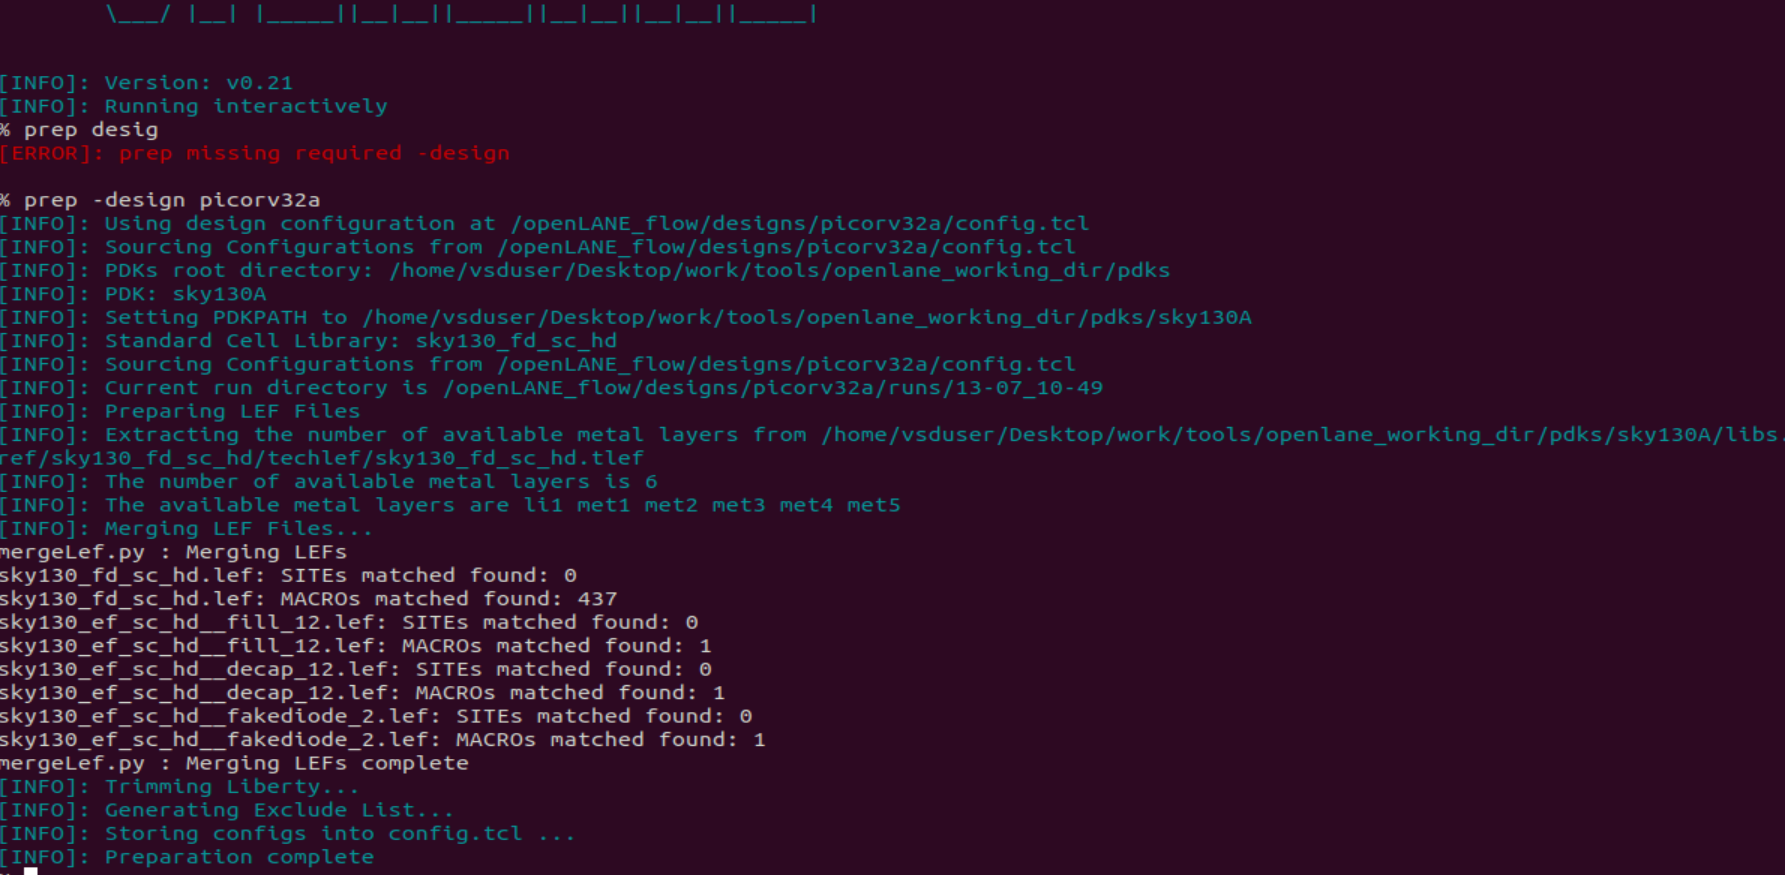 \___/ |__| |_____||__|__||_____||__|__||__|__||_____|
[INFO]: Version: v0.21
[INFO]: Running interactively
% prep desig
[ERROR]: prep missing required -design
% prep -design picorv32a
[INFO]: Using design configuration at /openLANE_flow/designs/picorv32a/config.tcl
[INFO]: Sourcing Configurations from /openLANE_flow/designs/picorv32a/config.tcl
[INFO]: PDKs root directory: /home/vsduser/Desktop/work/tools/openlane_working_dir/pdks
[INFO]: PDK: sky130A
[INFO]: Setting PDKPATH to /home/vsduser/Desktop/work/tools/openlane_working_dir/pdks/sky130A
[INFO]: Standard Cell Library: sky130_fd_sc_hd
[INFO]: Sourcing Configurations from /openLANE_flow/designs/picorv32a/config.tcl
[INFO]: Current run directory is /openLANE_flow/designs/picorv32a/runs/13-07_10-49
[INFO]: Preparing LEF Files
[INFO]: Extracting the number of available metal layers from /home/vsduser/Desktop/work/tools/openlane_working_dir/pdks/sky130A/libs.
ref/sky130_fd_sc_hd/techlef/sky130_fd_sc_hd.tlef
[INFO]: The number of available metal layers is 6
[INFO]: The available metal layers are li1 met1 met2 met3 met4 met5
[INFO]: Merging LEF Files...
mergeLef.py : Merging LEFs
sky130_fd_sc_hd.lef: SITEs matched found: 0
sky130_fd_sc_hd.lef: MACROs matched found: 437
sky130_ef_sc_hd__fill_12.lef: SITEs matched found: 0
sky130_ef_sc_hd__fill_12.lef: MACROs matched found: 1
sky130_ef_sc_hd__decap_12.lef: SITEs matched found: 0
sky130_ef_sc_hd__decap_12.lef: MACROs matched found: 1
sky130_ef_sc_hd__fakediode_2.lef: SITEs matched found: 0
sky130_ef_sc_hd__fakediode_2.lef: MACROs matched found: 1
mergeLef.py : Merging LEFs complete
[INFO]: Trimming Liberty...
[INFO]: Generating Exclude List...
[INFO]: Storing configs into config.tcl ...
[INFO]: Preparation complete